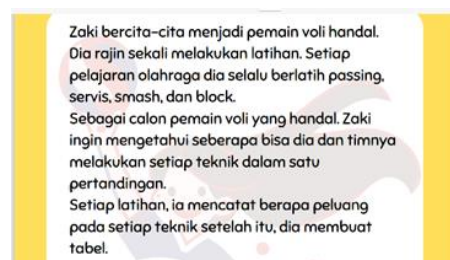 Zaki bercita-cita menjadi pemain voli handal.
Dia rajin sekali melakukan latihan. Setiap
pelajaran olahraga dia selalu berlatih passing,
servis, smash, dan block.
Sebagai calon pemain voli yang handal. Zaki
ingin mengetahui seberapa bisa dia dan timnya
melakukan setiap teknik dalam satu
pertandingan.
Setiap latihan, ia mencatat berapa peluang
pada setiap teknik setelah itu, dia membuat
tabel.